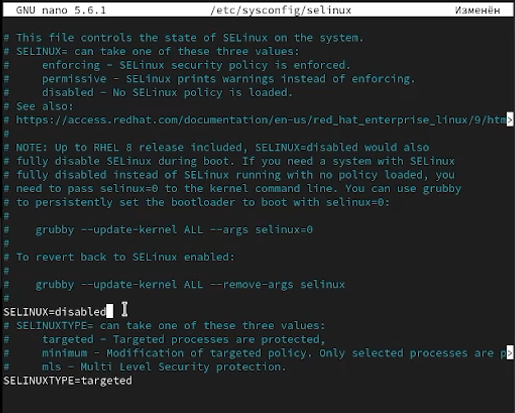 GNU nano 5.6.1 /etc/sysconfig/selinux Изменён
# This file controls the state of SELinux on the system.
# SELINUX= can take one of these three values:
#     enforcing - SELinux security policy is enforced.
#     permissive - SELinux prints warnings instead of enforcing.
#     disabled - No SELinux policy is loaded.
# See also:
# https://access.redhat.com/documentation/en-us/red_hat_enterprise_linux/9/htm>
#
# NOTE: Up to RHEL 8 release included, SELINUX=disabled would also
# fully disable SELinux during boot. If you need a system with SELinux
# fully disabled instead of SELinux running with no policy loaded, you
# need to pass selinux=0 to the kernel command line. You can use grubby
# to persistently set the bootloader to boot with selinux=0:
#
#    grubby --update-kernel ALL --args selinux=0
#
# To revert back to SELinux enabled:
#
#    grubby --update-kernel ALL --remove-args selinux
#
SELINUX=disabled
# SELINUXTYPE= can take one of these three values:
#     targeted - Targeted processes are protected,
#     minimum - Modification of targeted policy. Only selected processes are p>
#     mls - Multi Level Security protection.
SELINUXTYPE=targeted